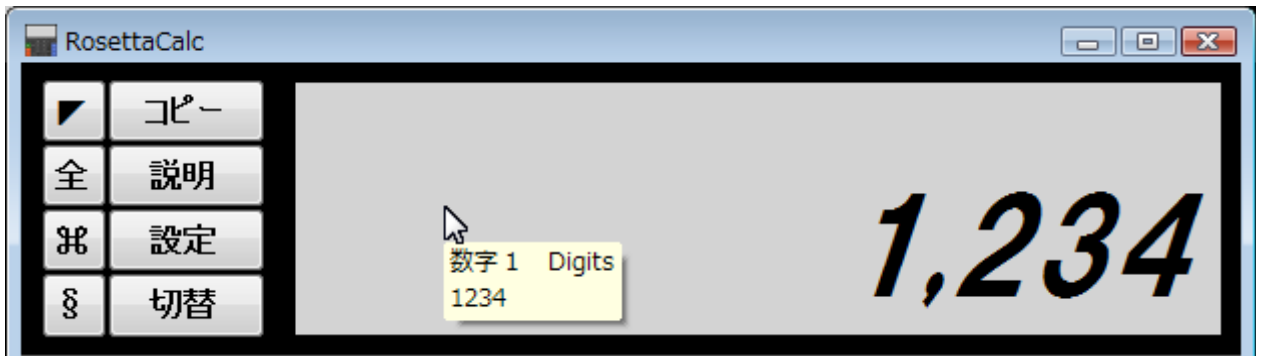 RosettaCalc
◤ コピー
全 説明
⌘ 設定
§ 切替
1,234
数字 1 Digits
1234